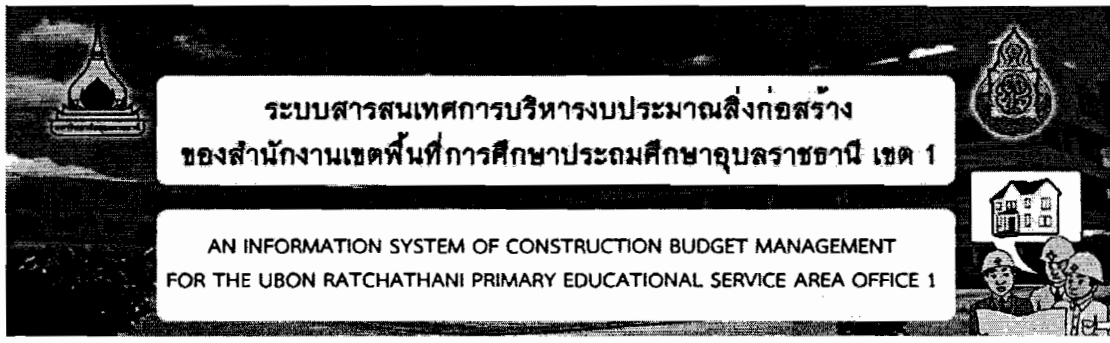 ระบบสารสนเทศการบริหารงบประมาณสิ่งก่อสร้าง
ของสำนักงานเขตพื้นที่การศึกษาประถมศึกษาอุบลราชธานี เขต 1
AN INFORMATION SYSTEM OF CONSTRUCTION BUDGET MANAGEMENT
FOR THE UBON RATCHATHANI PRIMARY EDUCATIONAL SERVICE AREA OFFICE 1